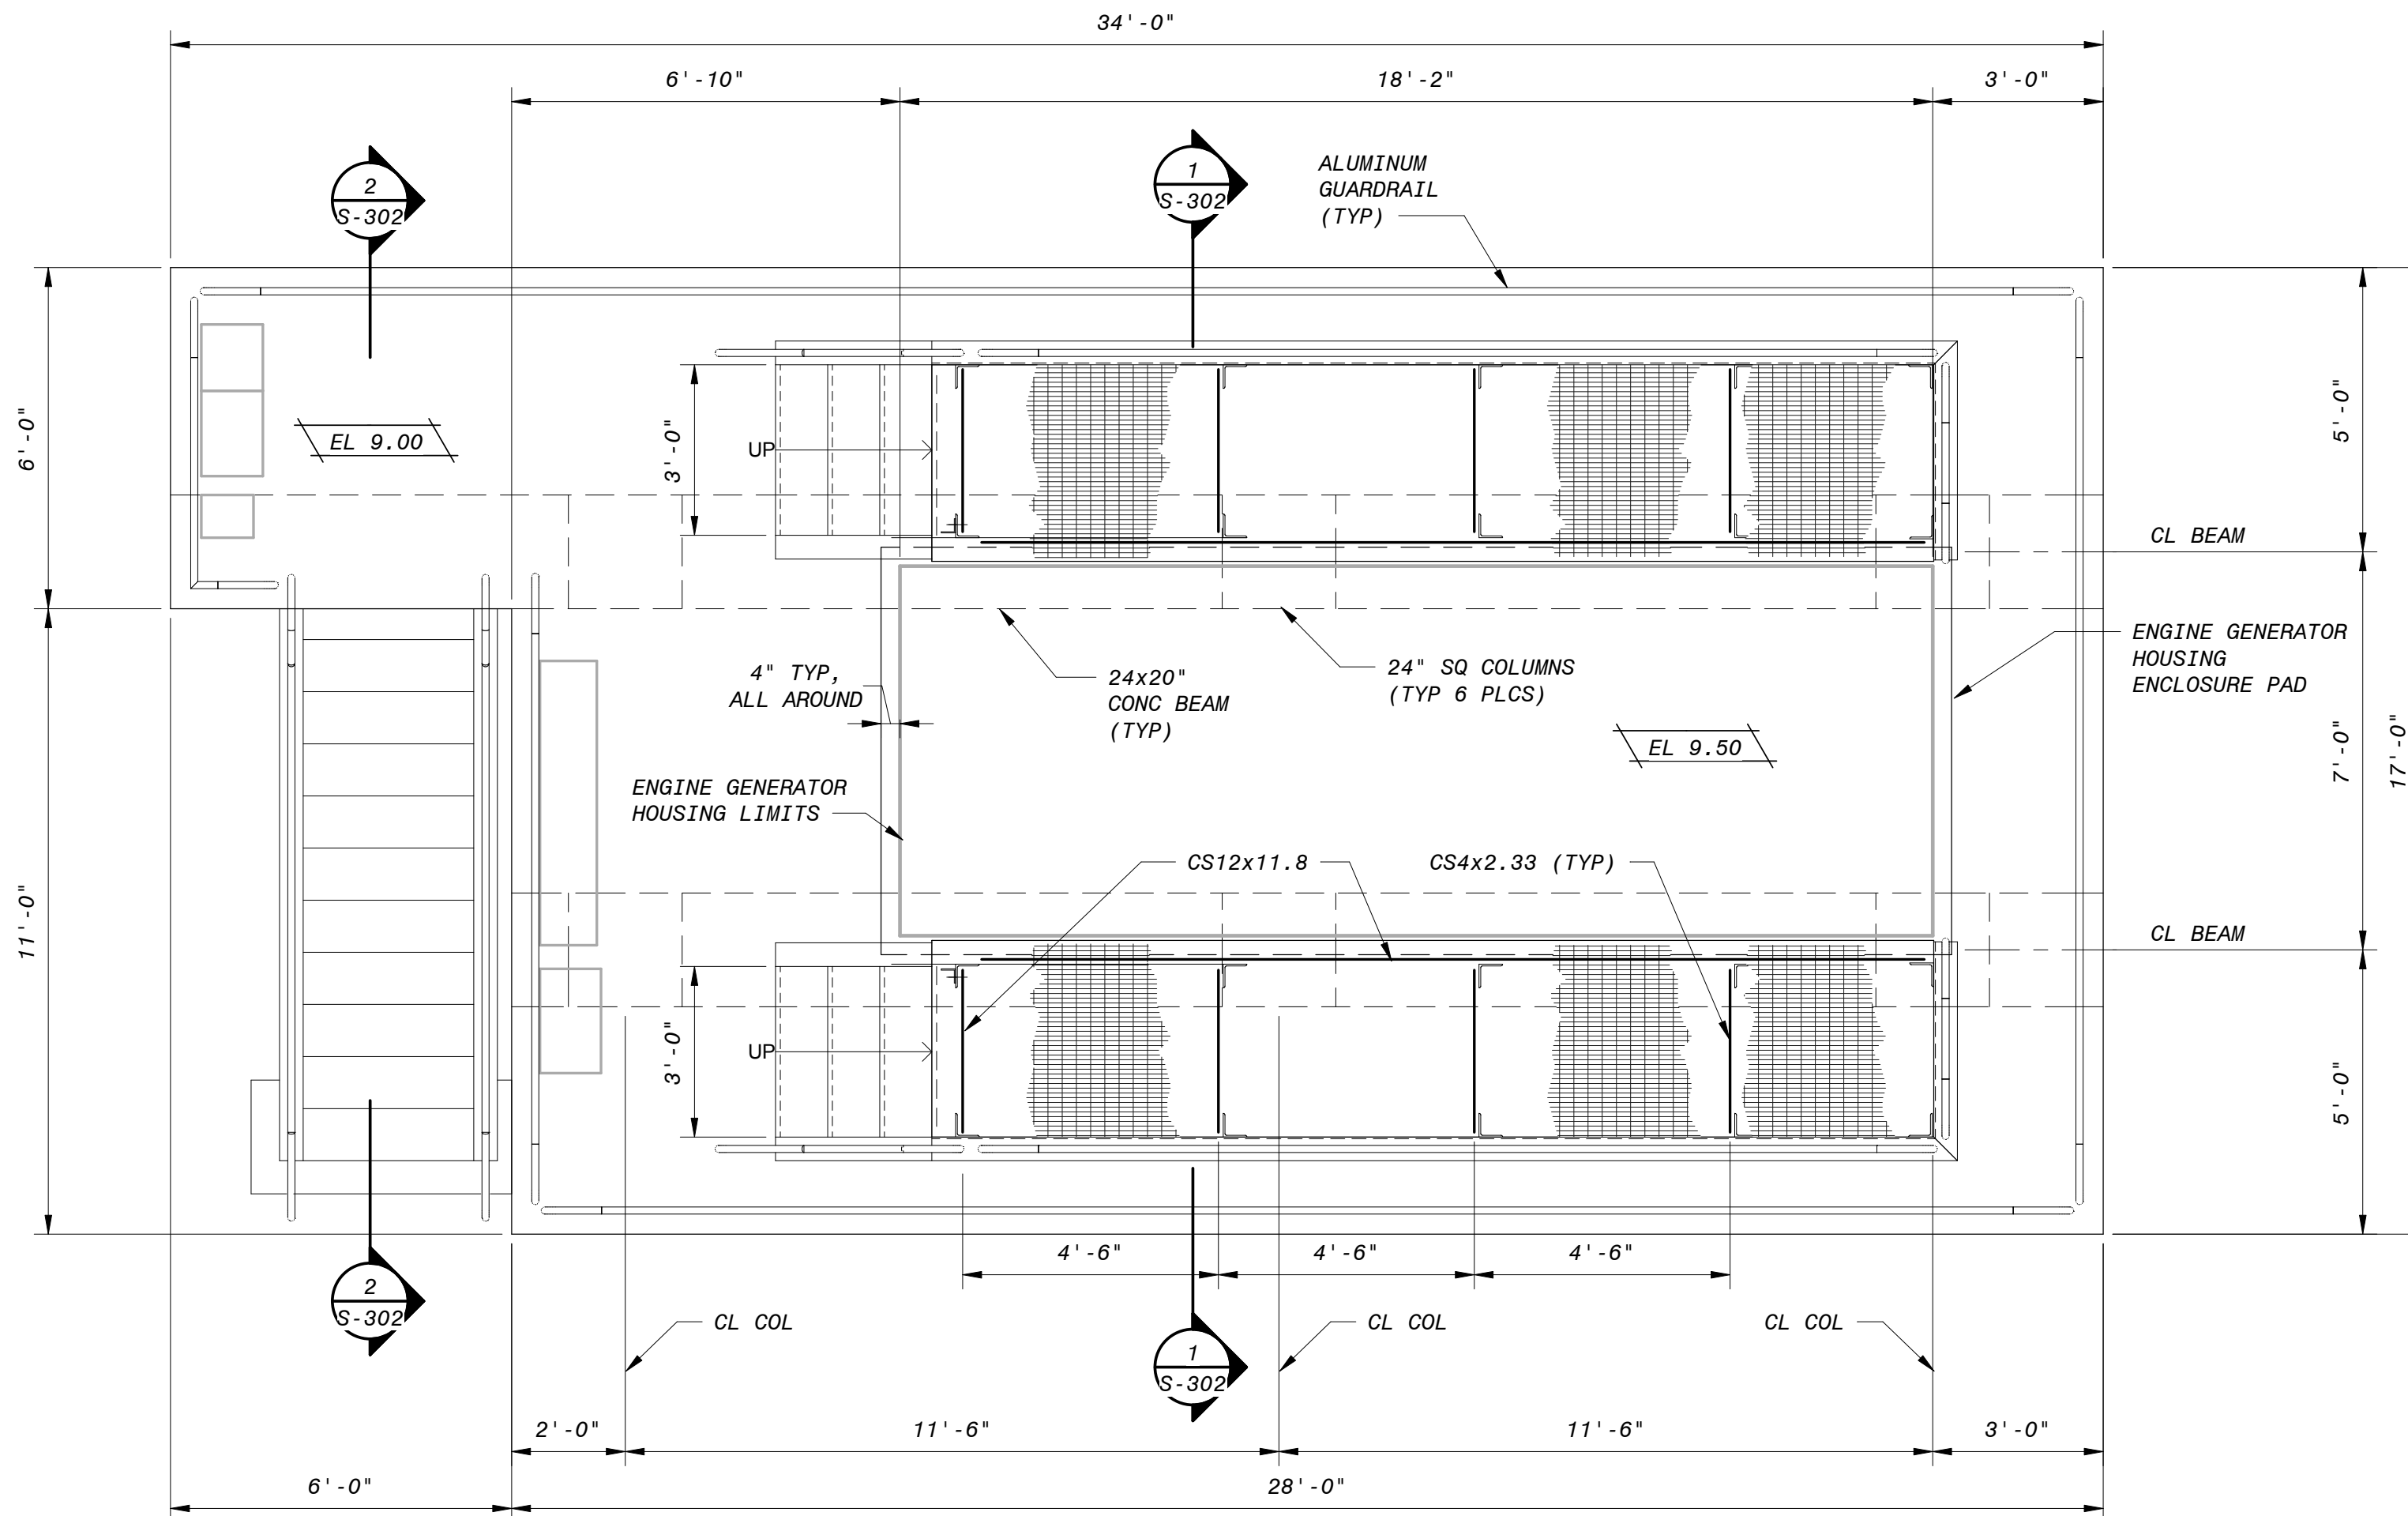 34'-0"
6'-10"
18'-2"
3'-0"
2
S-302
1
S-302
ALUMINUM
GUARDRAIL
(TYP)
6'-0"
EL 9.00
UP
3'-0"
5'-0"
CL BEAM
ENGINE GENERATOR
HOUSING
ENCLOSURE PAD
4" TYP,
ALL AROUND
24x20"
CONC BEAM
(TYP)
24" SQ COLUMNS
(TYP 6 PLCS)
EL 9.50
7'-0"
17'-0"
ENGINE GENERATOR
HOUSING LIMITS
CS12x11.8
CS4x2.33 (TYP)
11'-0"
CL BEAM
UP
3'-0"
5'-0"
4'-6"
4'-6"
4'-6"
2
S-302
CL COL
1
S-302
CL COL
CL COL
2'-0"
11'-6"
11'-6"
3'-0"
6'-0"
28'-0"